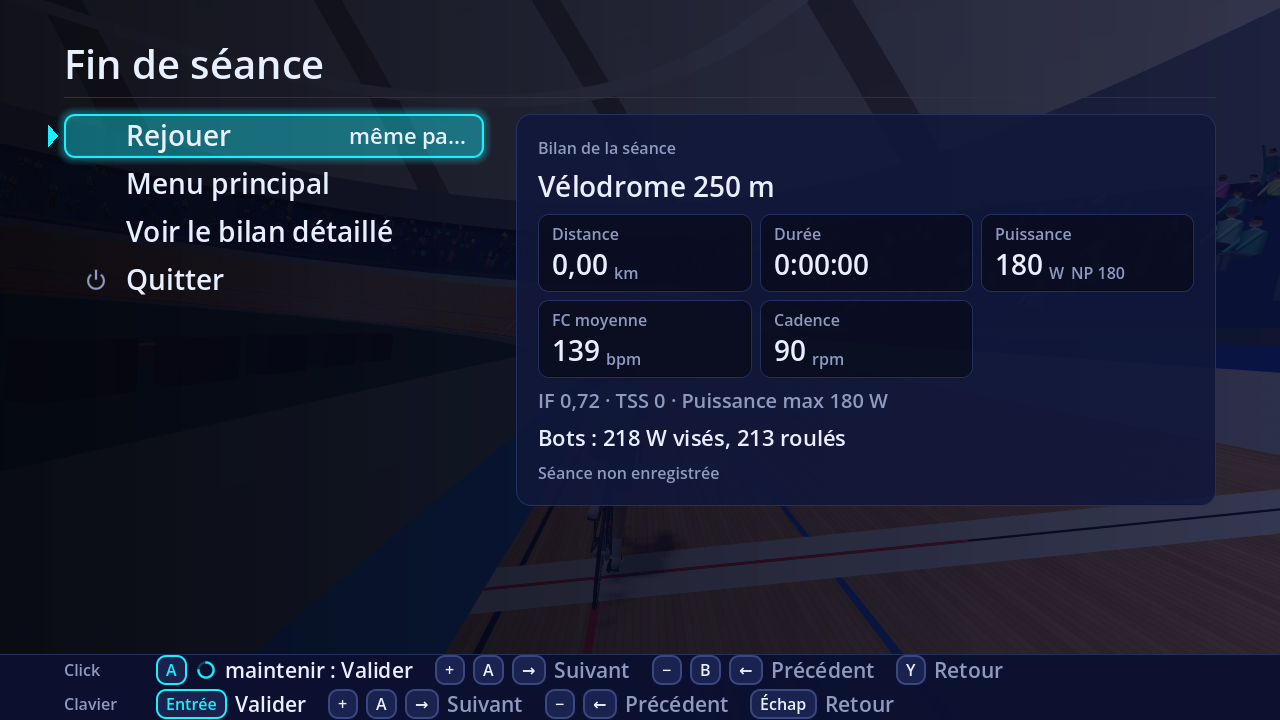 Fin de séance
Rejouer même pa...
Menu principal
Voir le bilan détaillé
Quitter
Bilan de la séance
Vélodrome 250 m
Distance
0,00 km
Durée
0:00:00
Puissance
180 W NP 180
FC moyenne
139 bpm
Cadence
90 rpm
IF 0,72 · TSS 0 · Puissance max 180 W
Bots : 218 W visés, 213 roulés
Séance non enregistrée
Click A maintenir : Valider + A → Suivant − B ← Précédent Y Retour
Clavier Entrée Valider + A → Suivant − ← Précédent Échap Retour